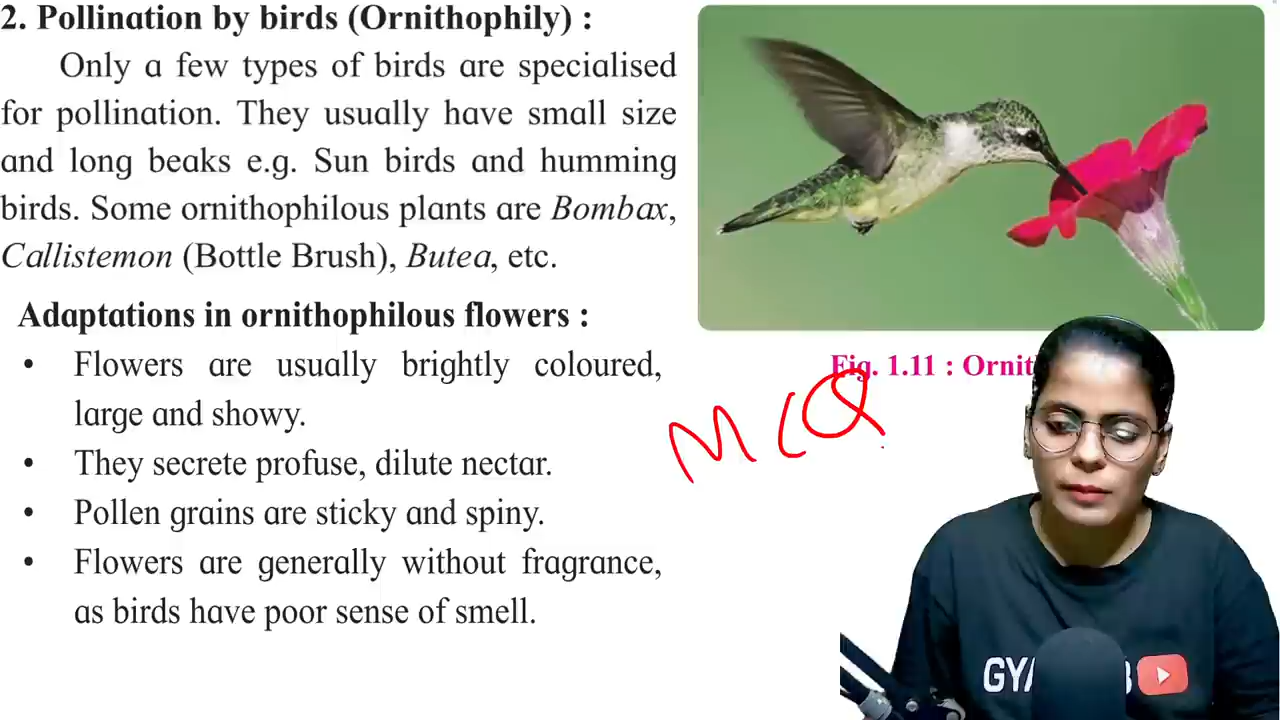 2. Pollination by birds (Ornithophily) :
Only a few types of birds are specialised
for pollination. They usually have small size
and long beaks e.g. Sun birds and humming
birds. Some ornithophilous plants are Bombax,
Callistemon (Bottle Brush), Butea, etc.
Adaptations in ornithophilous flowers :
• Flowers are usually brightly coloured,
large and showy.
• They secrete profuse, dilute nectar.
• Pollen grains are sticky and spiny.
• Flowers are generally without fragrance,
as birds have poor sense of smell.
Fig. 1.11 : Ornit
MCQ
GY